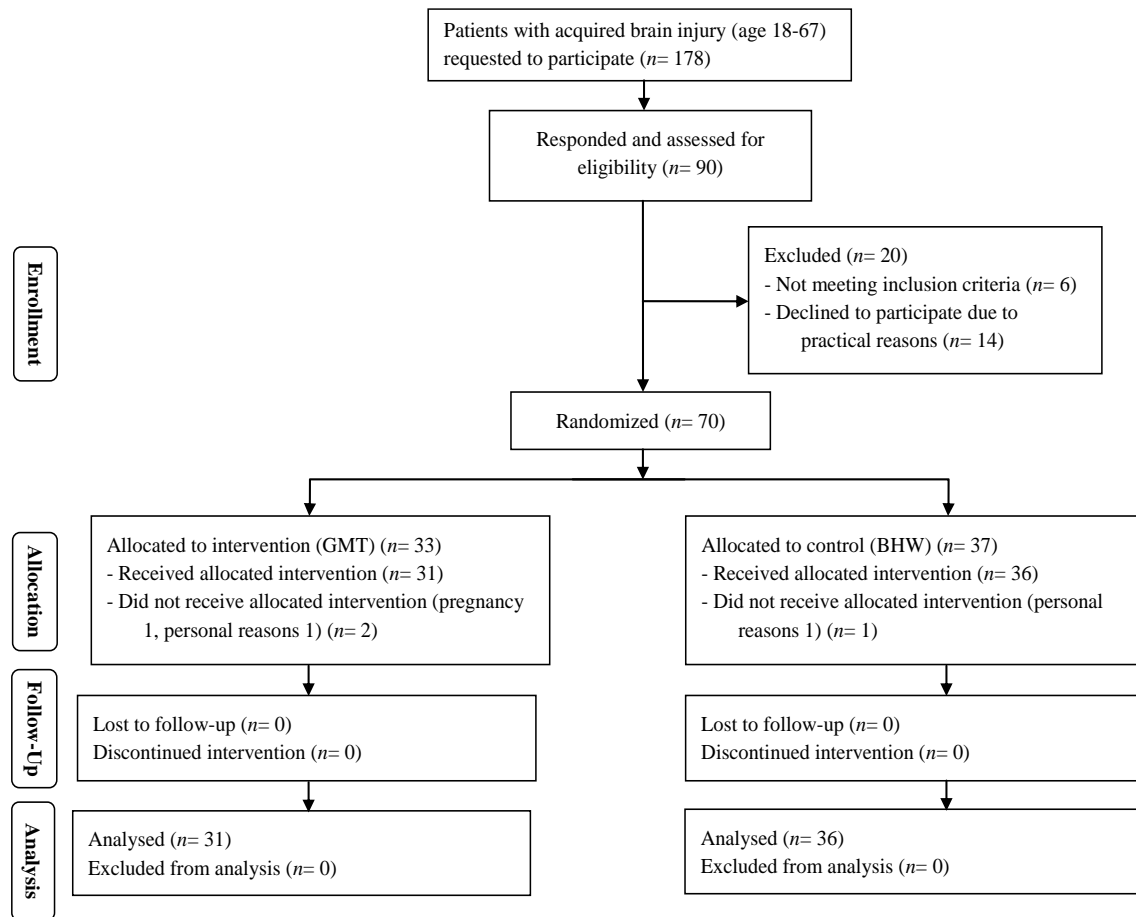 Patients with acquired brain injury (age 18-67)
requested to participate (n= 178)
Responded and assessed for
eligibility (n= 90)
Enrollment
Excluded (n= 20)
- Not meeting inclusion criteria (n= 6)
- Declined to participate due to
practical reasons (n= 14)
Randomized (n= 70)
Allocation
Allocated to intervention (GMT) (n= 33)
- Received allocated intervention (n= 31)
- Did not receive allocated intervention (pregnancy
1, personal reasons 1) (n= 2)
Allocated to control (BHW) (n= 37)
- Received allocated intervention (n= 36)
- Did not receive allocated intervention (personal
reasons 1) (n= 1)
Follow-Up
Lost to follow-up (n= 0)
Discontinued intervention (n= 0)
Lost to follow-up (n= 0)
Discontinued intervention (n= 0)
Analysis
Analysed (n= 31)
Excluded from analysis (n= 0)
Analysed (n= 36)
Excluded from analysis (n= 0)